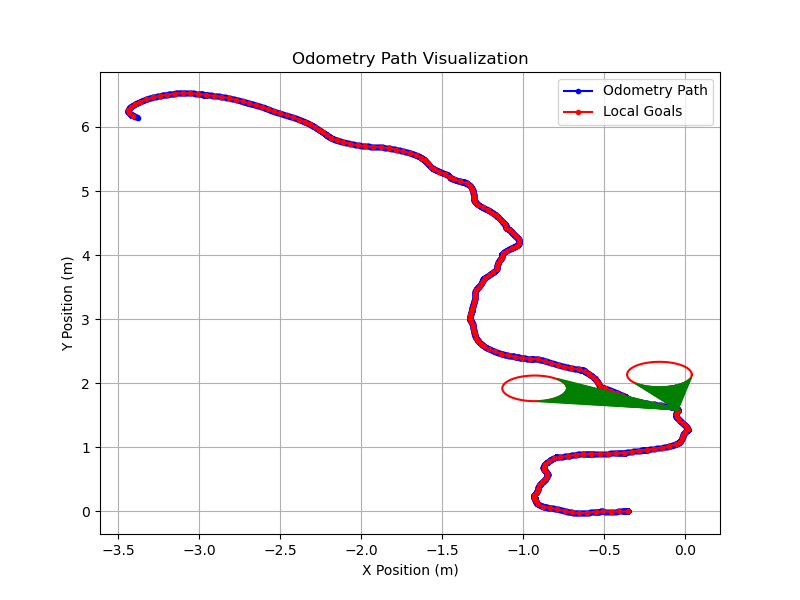 Odometry Path Visualization
Odometry Path
Local Goals
Y Position (m)
6
5
4
3
2
1
0
−3.5 −3.0 −2.5 −2.0 −1.5 −1.0 −0.5 0.0
X Position (m)